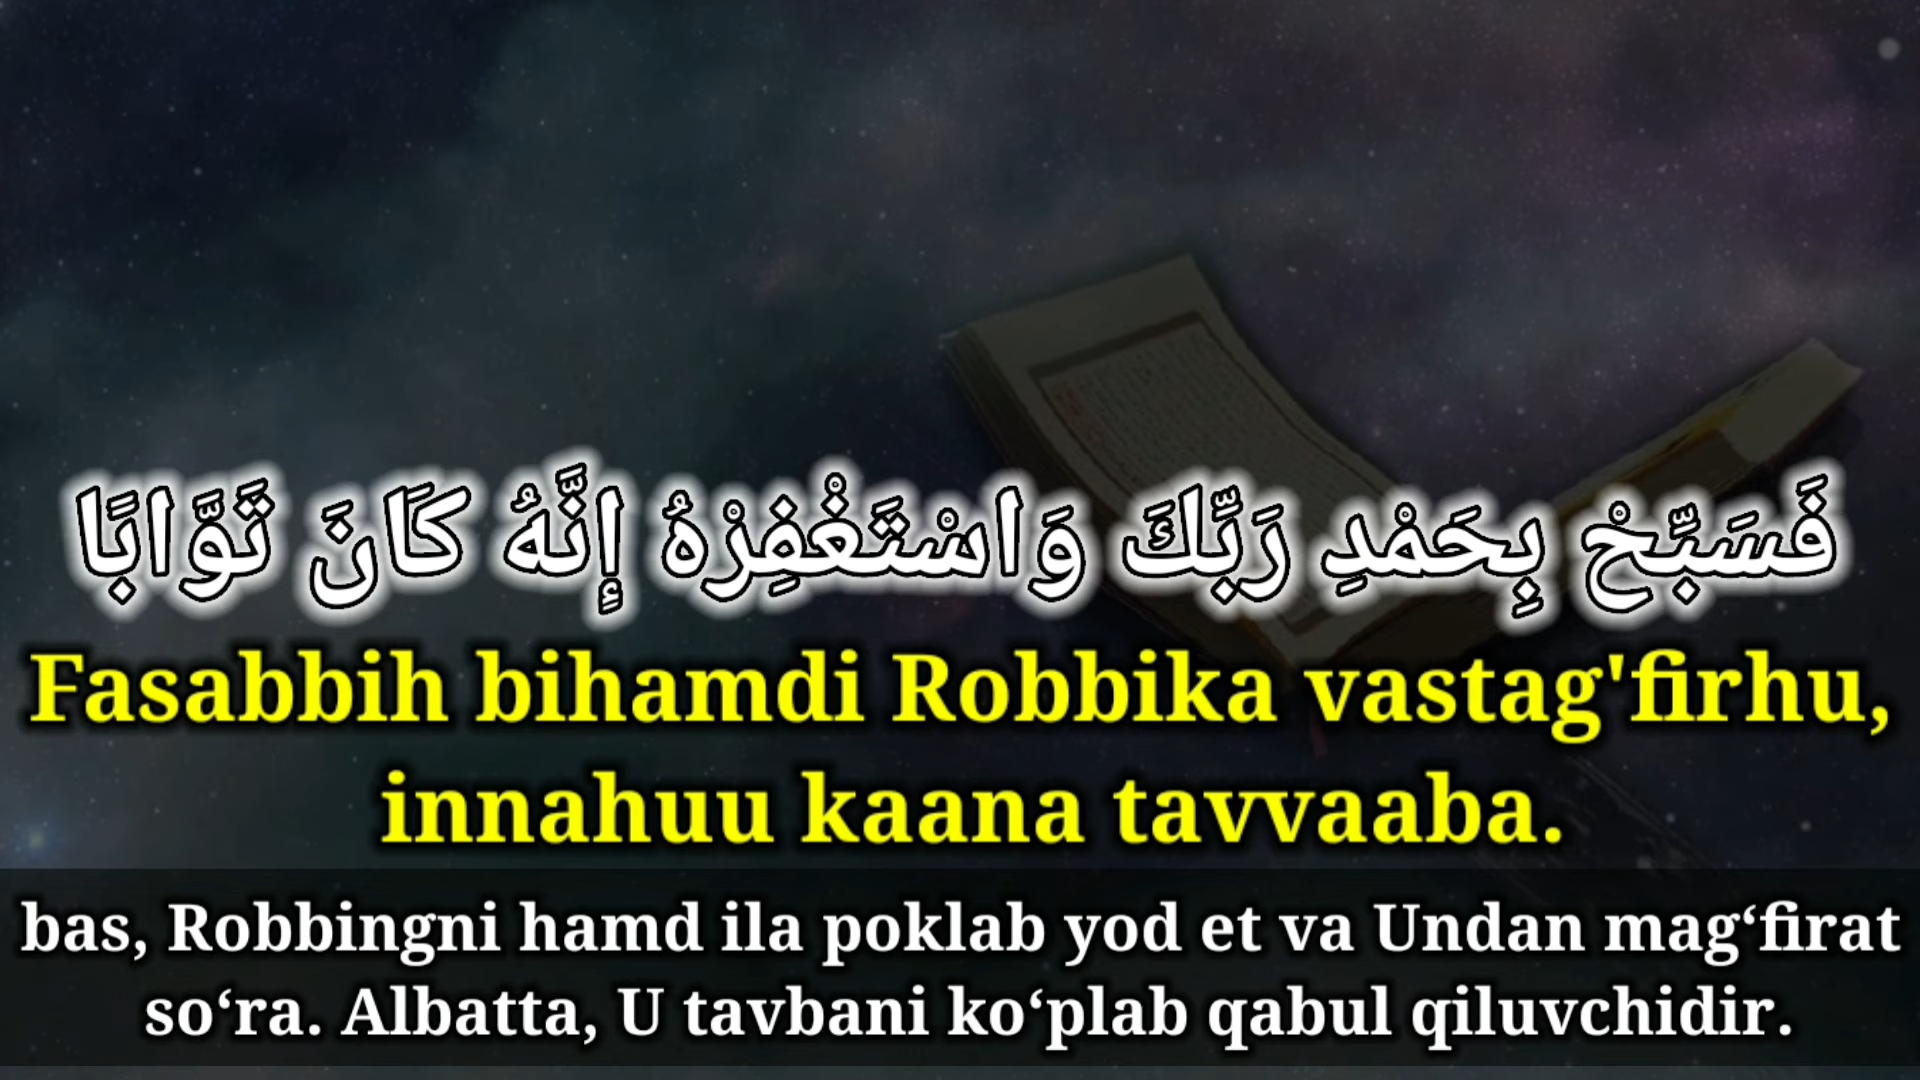 فَسَبِّحْ بِحَمْدِ رَبِّكَ وَاسْتَغْفِرْهُ إِنَّهُ كَانَ تَوَّابًا
Fasabbih bihamdi Robbika vastag'firhu,
innahuu kaana tavvaaba.
bas, Robbingni hamd ila poklab yod et va Undan mag‘firat
so‘ra. Albatta, U tavbani ko‘plab qabul qiluvchidir.